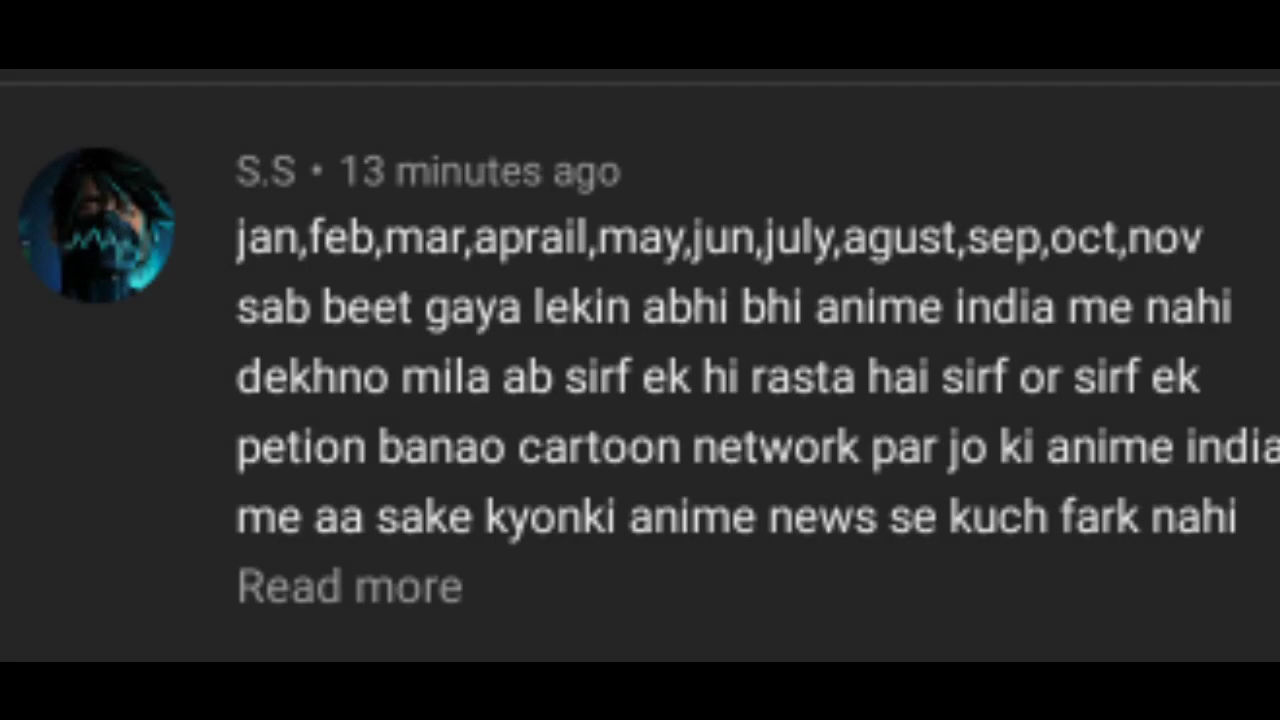 S.S • 13 minutes ago
jan,feb,mar,aprail,may,jun,july,agust,sep,oct,nov
sab beet gaya lekin abhi bhi anime india me nahi
dekhno mila ab sirf ek hi rasta hai sirf or sirf ek
petion banao cartoon network par jo ki anime india
me aa sake kyonki anime news se kuch fark nahi
Read more